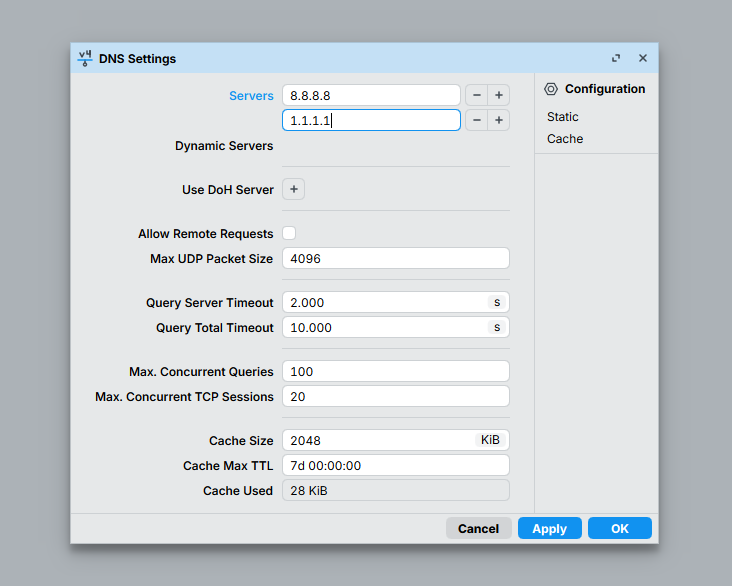 v4 DNS Settings
Servers 8.8.8.8
1.1.1.1
Dynamic Servers
Use DoH Server
Allow Remote Requests
Max UDP Packet Size 4096
Query Server Timeout 2.000 s
Query Total Timeout 10.000 s
Max. Concurrent Queries 100
Max. Concurrent TCP Sessions 20
Cache Size 2048 KiB
Cache Max TTL 7d 00:00:00
Cache Used 28 KiB
Configuration
Static
Cache
Cancel Apply OK